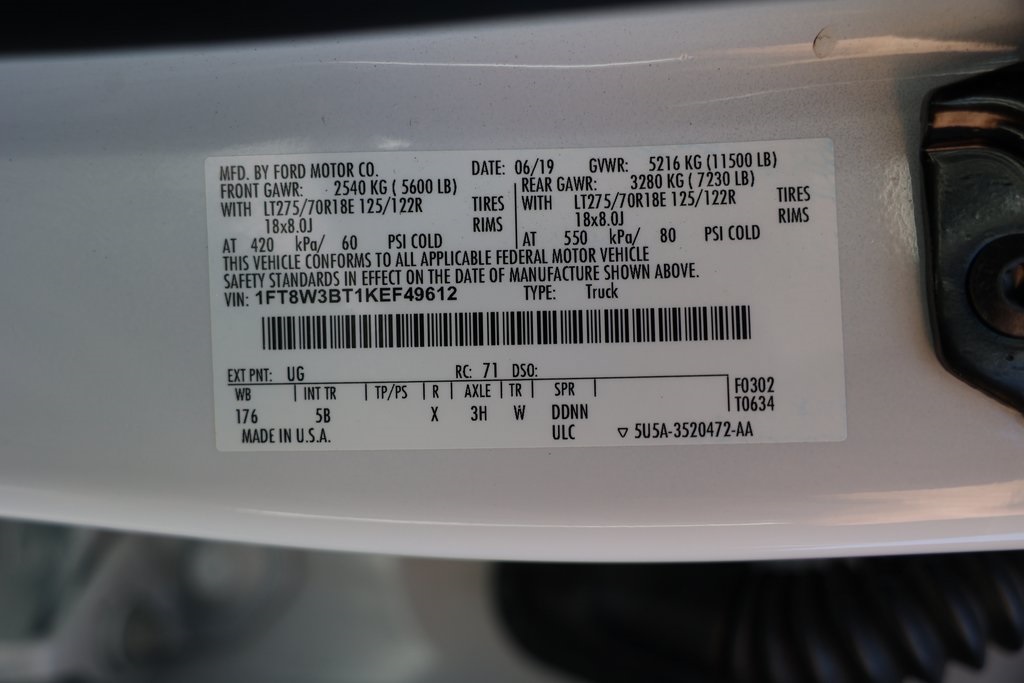 MFD. BY FORD MOTOR CO. DATE: 06/19 GVWR: 5216 KG (11500 LB)
FRONT GAWR: 2540 KG ( 5600 LB) REAR GAWR: 3280 KG ( 7230 LB)
WITH LT275/70R18E 125/122R TIRES WITH LT275/70R18E 125/122R TIRES
18x8.0J RIMS 18x8.0J RIMS
AT 420 kPa/ 60 PSI COLD AT 550 kPa/ 80 PSI COLD
THIS VEHICLE CONFORMS TO ALL APPLICABLE FEDERAL MOTOR VEHICLE
SAFETY STANDARDS IN EFFECT ON THE DATE OF MANUFACTURE SHOWN ABOVE.
VIN: 1FT8W3BT1KEF49612 TYPE: Truck
EXT PNT: UG RC: 71 DSO:
WB INT TR TP/PS R AXLE TR SPR F0302
176 5B X 3H W DDNN T0634
MADE IN U.S.A. ULC ▽ 5U5A-3520472-AA